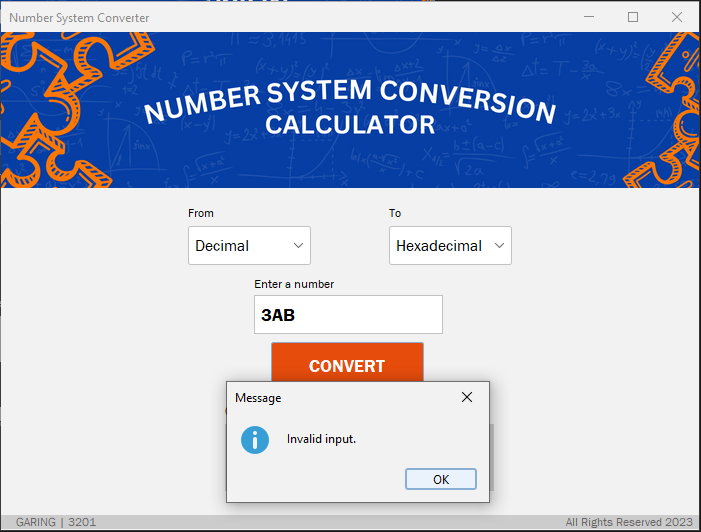 Number System Converter
NUMBER SYSTEM CONVERSION
CALCULATOR
From
To
Decimal
Hexadecimal
Enter a number
3AB
CONVERT
Message
Invalid input.
OK
GARING | 3201
All Rights Reserved 2023